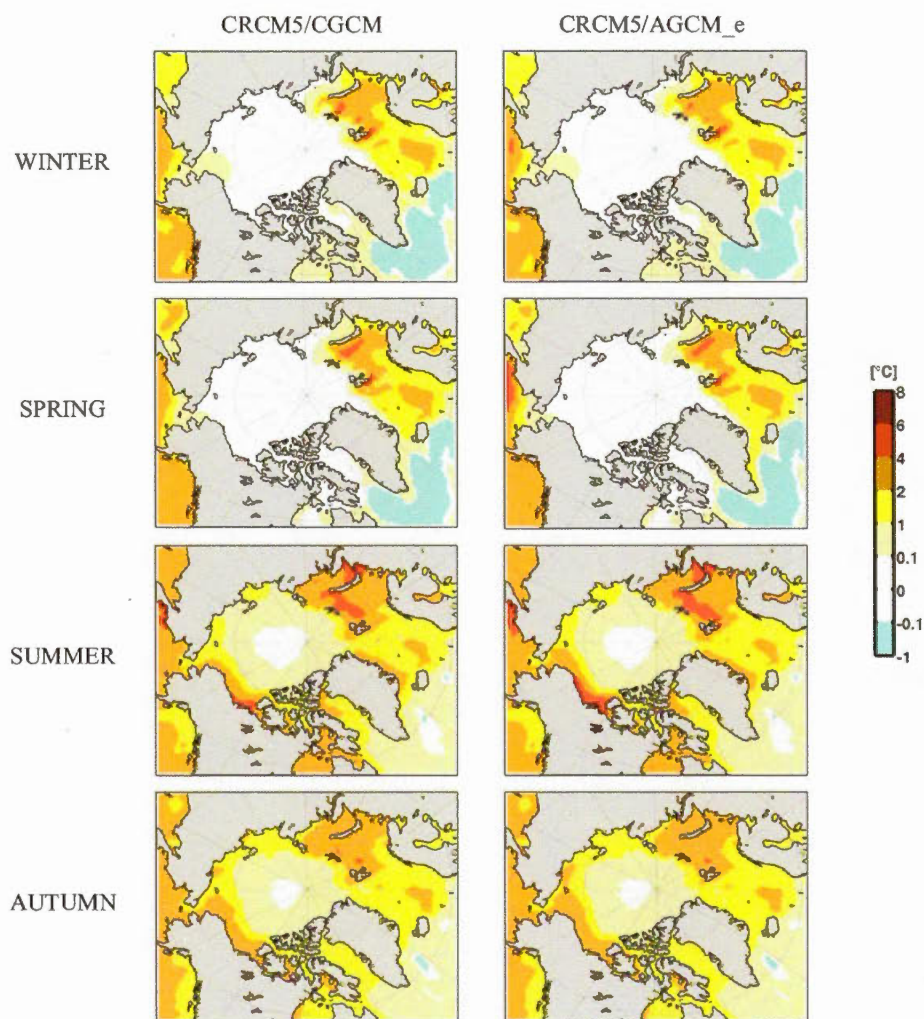 CRCM5/CGCM CRCM5/AGCM_e
WINTER
SPRING
[°C]
8
6
4
2
1
0.1
0
-0.1
-1
SUMMER
AUTUMN